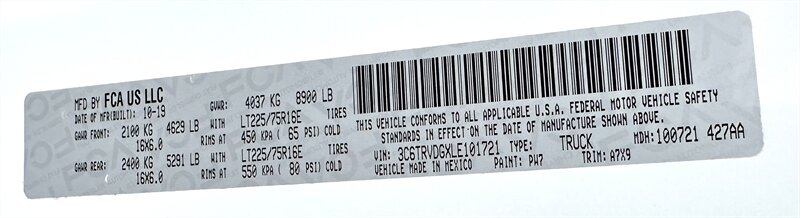 MFD BY FCA US LLC
DATE OF MFR(BUILT): 10-19 GVWR: 4037 KG 8900 LB
GAWR FRONT: 2100 KG 4629 LB WITH LT225/75R16E TIRES
16X6.0 RIMS AT 450 KPA ( 65 PSI) COLD
GAWR REAR: 2400 KG 5291 LB WITH LT225/75R16E TIRES
16X6.0 RIMS AT 550 KPA ( 80 PSI) COLD
THIS VEHICLE CONFORMS TO ALL APPLICABLE U.S.A. FEDERAL MOTOR VEHICLE SAFETY
STANDARDS IN EFFECT ON THE DATE OF MANUFACTURE SHOWN ABOVE.
VIN: 3C6TRVDGXLE101721 TYPE: TRUCK MDH: 100721 427AA
VEHICLE MADE IN MEXICO PAINT: PW7 TRIM: A7X9